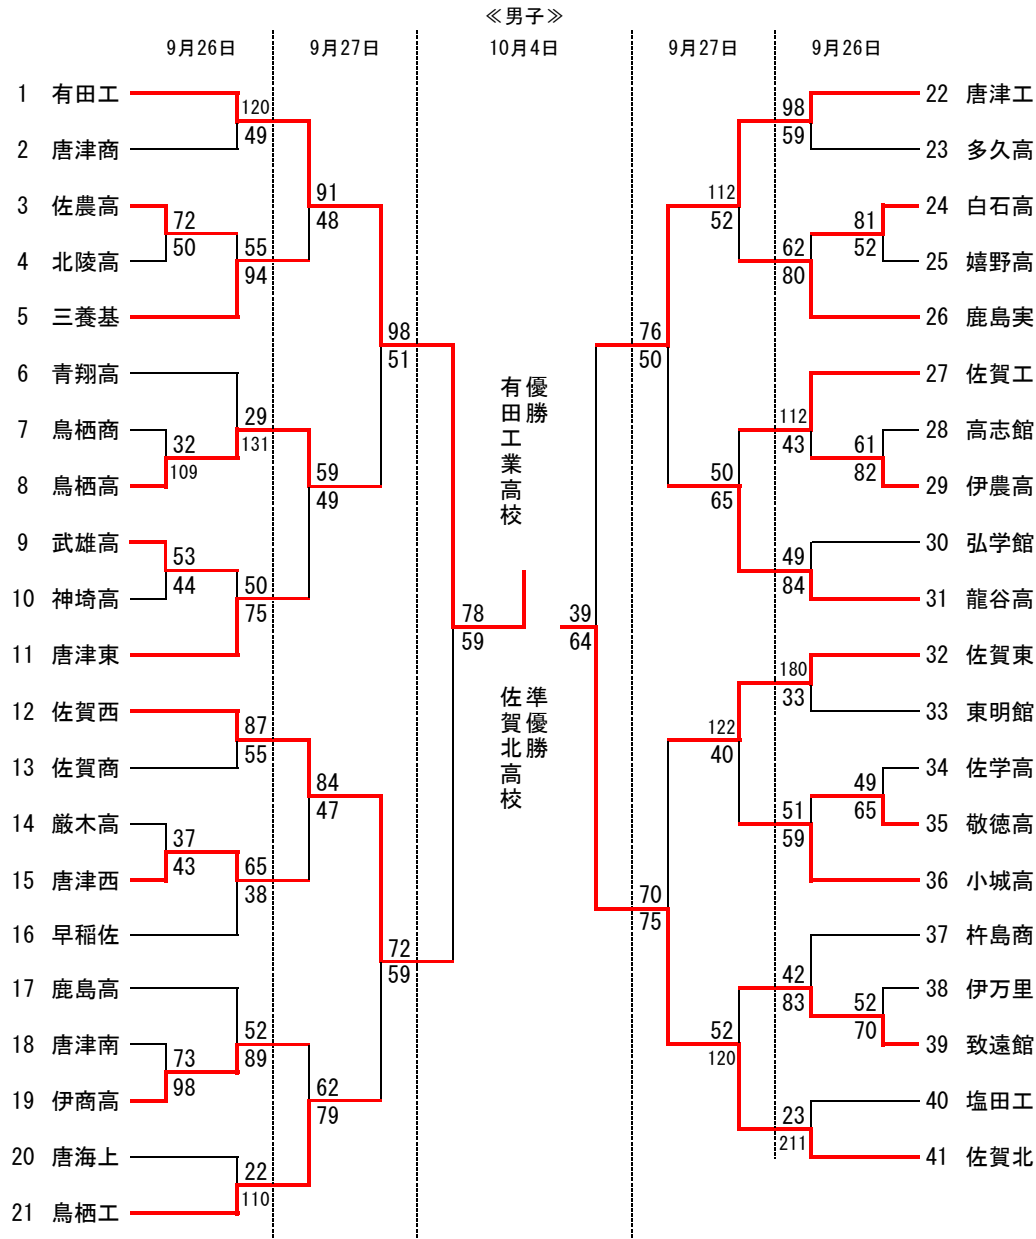 ≪男子≫
9月26日
9月27日
10月4日
9月27日
9月26日
1 有田工
2 唐津商
3 佐農高
4 北陵高
5 三養基
6 青翔高
7 鳥栖商
8 鳥栖高
9 武雄高
10 神埼高
11 唐津東
12 佐賀西
13 佐賀商
14 厳木高
15 唐津西
16 早稲佐
17 鹿島高
18 唐津南
19 伊商高
20 唐海上
21 鳥栖工
120
49
72
50
55
94
29
131
32
109
53
44
50
75
87
55
37
43
65
38
52
89
73
98
22
110
91
48
59
49
84
47
62
79
98
51
72
59
78
59
優勝
有田工業高校
準優勝
佐賀北高校
39
64
76
50
70
75
112
52
50
65
122
40
52
120
98
59
81
52
62
80
112
43
61
82
49
84
180
33
49
65
51
59
42
83
52
70
23
211
22 唐津工
23 多久高
24 白石高
25 嬉野高
26 鹿島実
27 佐賀工
28 高志館
29 伊農高
30 弘学館
31 龍谷高
32 佐賀東
33 東明館
34 佐学高
35 敬徳高
36 小城高
37 杵島商
38 伊万里
39 致遠館
40 塩田工
41 佐賀北